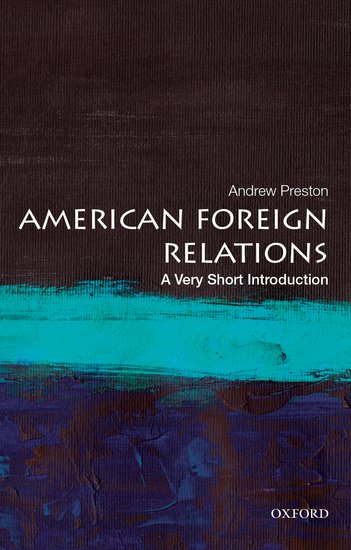 Andrew Preston
AMERICAN FOREIGN
RELATIONS
A Very Short Introduction
OXFORD